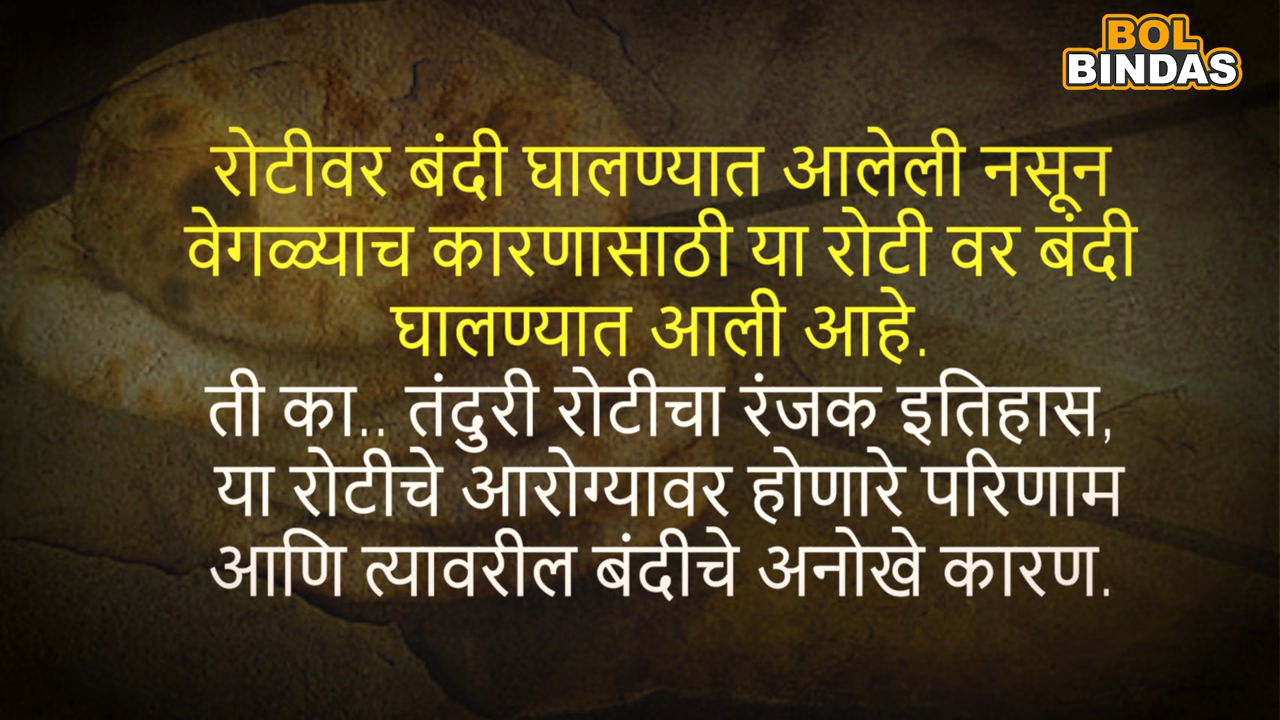 BOL
BINDAS
रोटीवर बंदी घालण्यात आलेली नसून
वेगळ्याच कारणासाठी या रोटी वर बंदी
घालण्यात आली आहे.
ती का.. तंदुरी रोटीचा रंजक इतिहास,
या रोटीचे आरोग्यावर होणारे परिणाम
आणि त्यावरील बंदीचे अनोखे कारण.